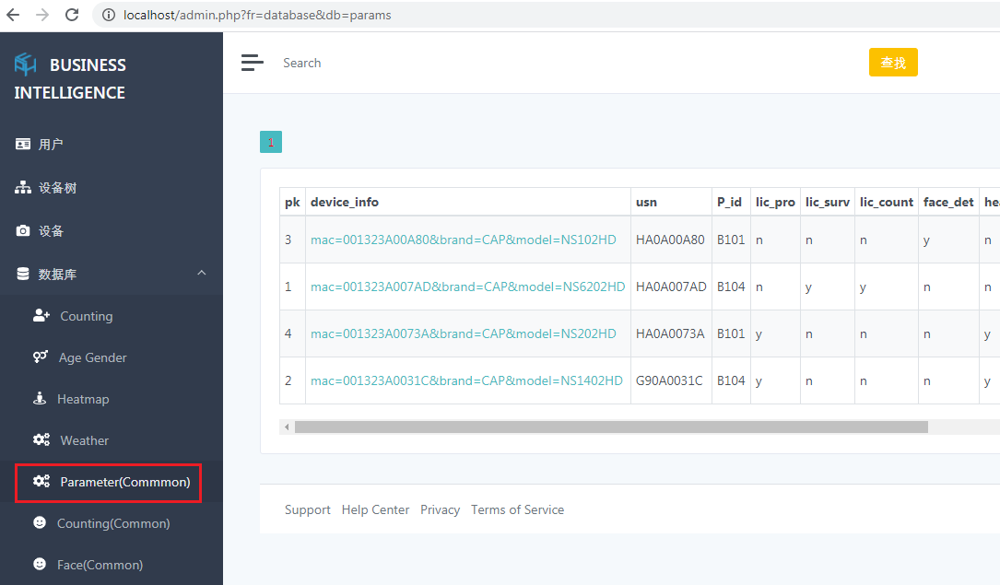 localhost/admin.php?fr=database&db=params
BUSINESS
INTELLIGENCE
用户
设备树
设备
数据库
Counting
Age Gender
Heatmap
Weather
Parameter(Commmon)
Counting(Common)
Face(Common)
Search
查找
1
pk device_info usn P_id lic_pro lic_surv lic_count face_det hea
3 mac=001323A00A80&brand=CAP&model=NS102HD HA0A00A80 B101 n n n y n
1 mac=001323A007AD&brand=CAP&model=NS6202HD HA0A007AD B104 n y y n n
4 mac=001323A0073A&brand=CAP&model=NS202HD HA0A0073A B101 y n n n y
2 mac=001323A0031C&brand=CAP&model=NS1402HD G90A0031C B104 y n n n y
Support Help Center Privacy Terms of Service